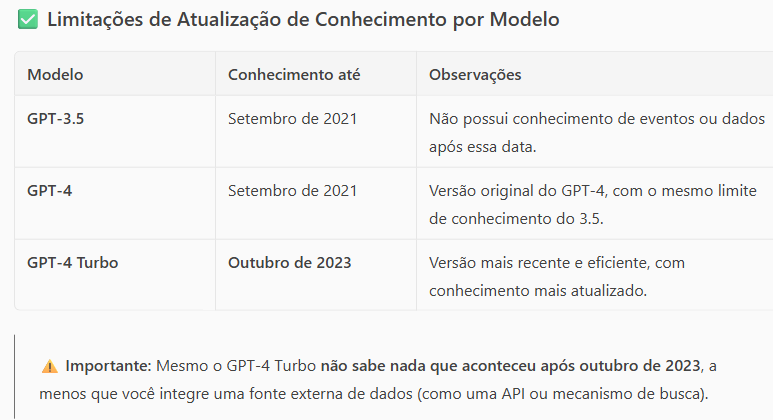 ✅ Limitações de Atualização de Conhecimento por Modelo
Modelo Conhecimento até Observações
GPT-3.5 Setembro de 2021 Não possui conhecimento de eventos ou dados
após essa data.
GPT-4 Setembro de 2021 Versão original do GPT-4, com o mesmo limite
de conhecimento do 3.5.
GPT-4 Turbo Outubro de 2023 Versão mais recente e eficiente, com
conhecimento mais atualizado.
⚠️ Importante: Mesmo o GPT-4 Turbo não sabe nada que aconteceu após outubro de 2023, a
menos que você integre uma fonte externa de dados (como uma API ou mecanismo de busca).